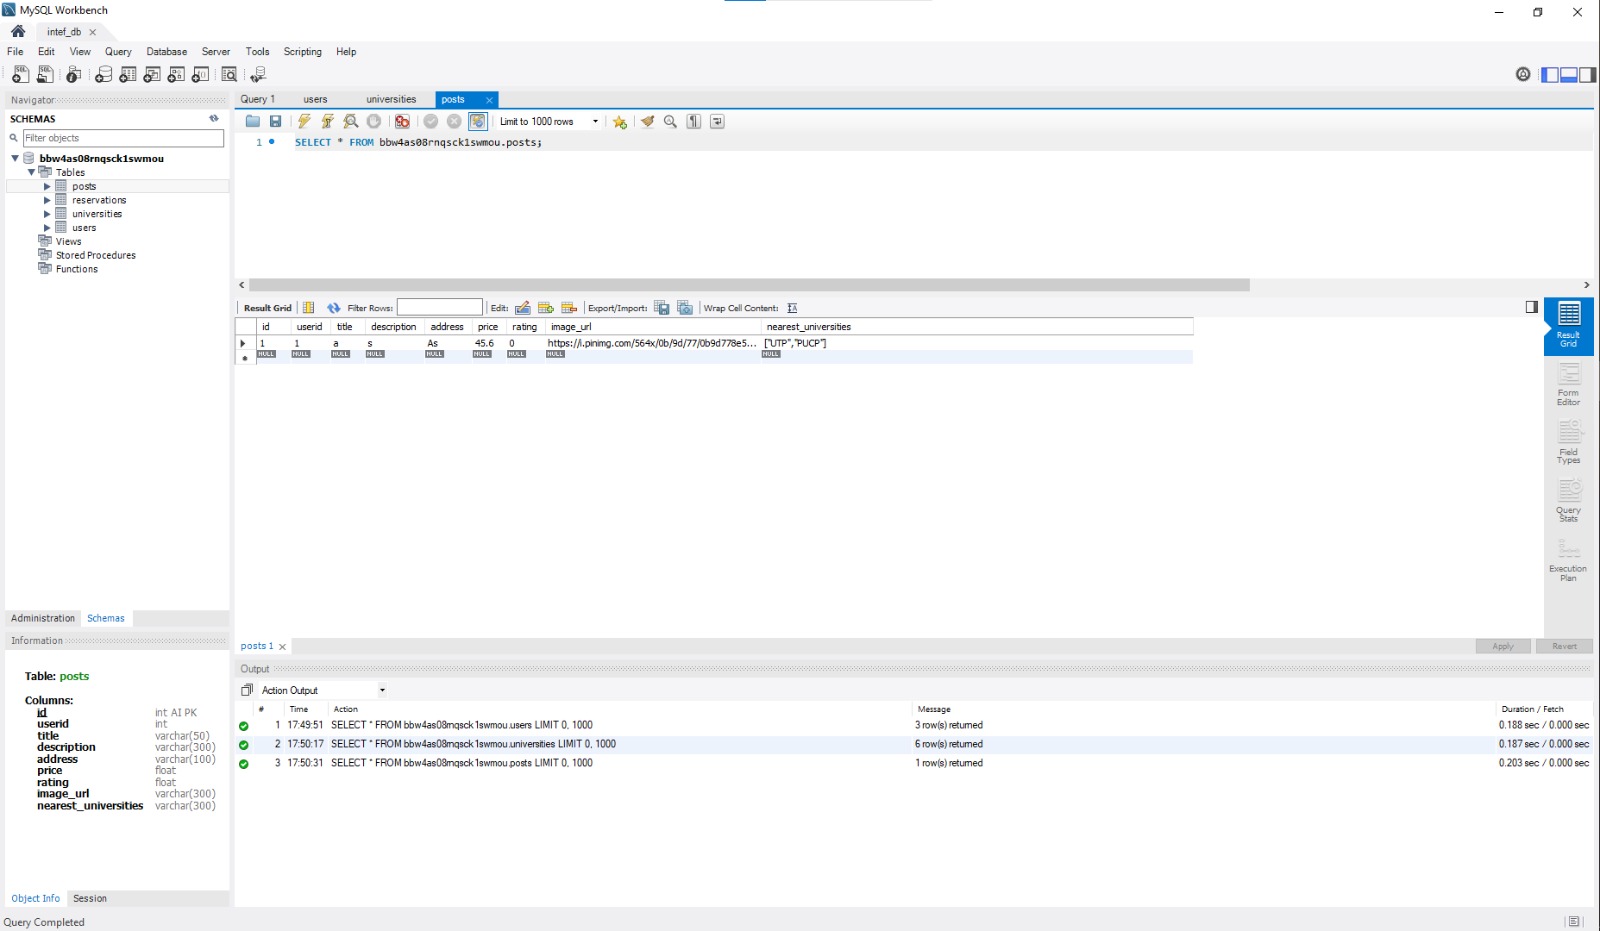 MySQL Workbench
intef_db
File Edit View Query Database Server Tools Scripting Help
Navigator
SCHEMAS
Filter objects
bbw4as08rnqsck1swmou
Tables
posts
reservations
universities
users
Views
Stored Procedures
Functions
Administration Schemas
Information
Table: posts
Columns:
id int AI PK
userid int
title varchar(50)
description varchar(300)
address varchar(100)
price float
rating float
image_url varchar(300)
nearest_universities varchar(300)
Object Info Session
Query 1 users universities posts
Limit to 1000 rows
1 SELECT * FROM bbw4as08rnqsck1swmou.posts;
Result Grid Filter Rows: Edit: Export/Import: Wrap Cell Content:
id userid title description address price rating image_url nearest_universities
1 1 a s As 45.6 0 https://i.pinimg.com/564x/0b/9d/77/0b9d778e5... ["UTP","PUCP"]
NULL NULL NULL NULL NULL NULL NULL NULL NULL
Result
Grid
Form
Editor
Field
Types
Query
Stats
Execution
Plan
posts 1 Apply Revert
Output
Action Output
# Time Action Message Duration / Fetch
1 17:49:51 SELECT * FROM bbw4as08rnqsck1swmou.users LIMIT 0, 1000 3 row(s) returned 0.188 sec / 0.000 sec
2 17:50:17 SELECT * FROM bbw4as08rnqsck1swmou.universities LIMIT 0, 1000 6 row(s) returned 0.187 sec / 0.000 sec
3 17:50:31 SELECT * FROM bbw4as08rnqsck1swmou.posts LIMIT 0, 1000 1 row(s) returned 0.203 sec / 0.000 sec
Query Completed